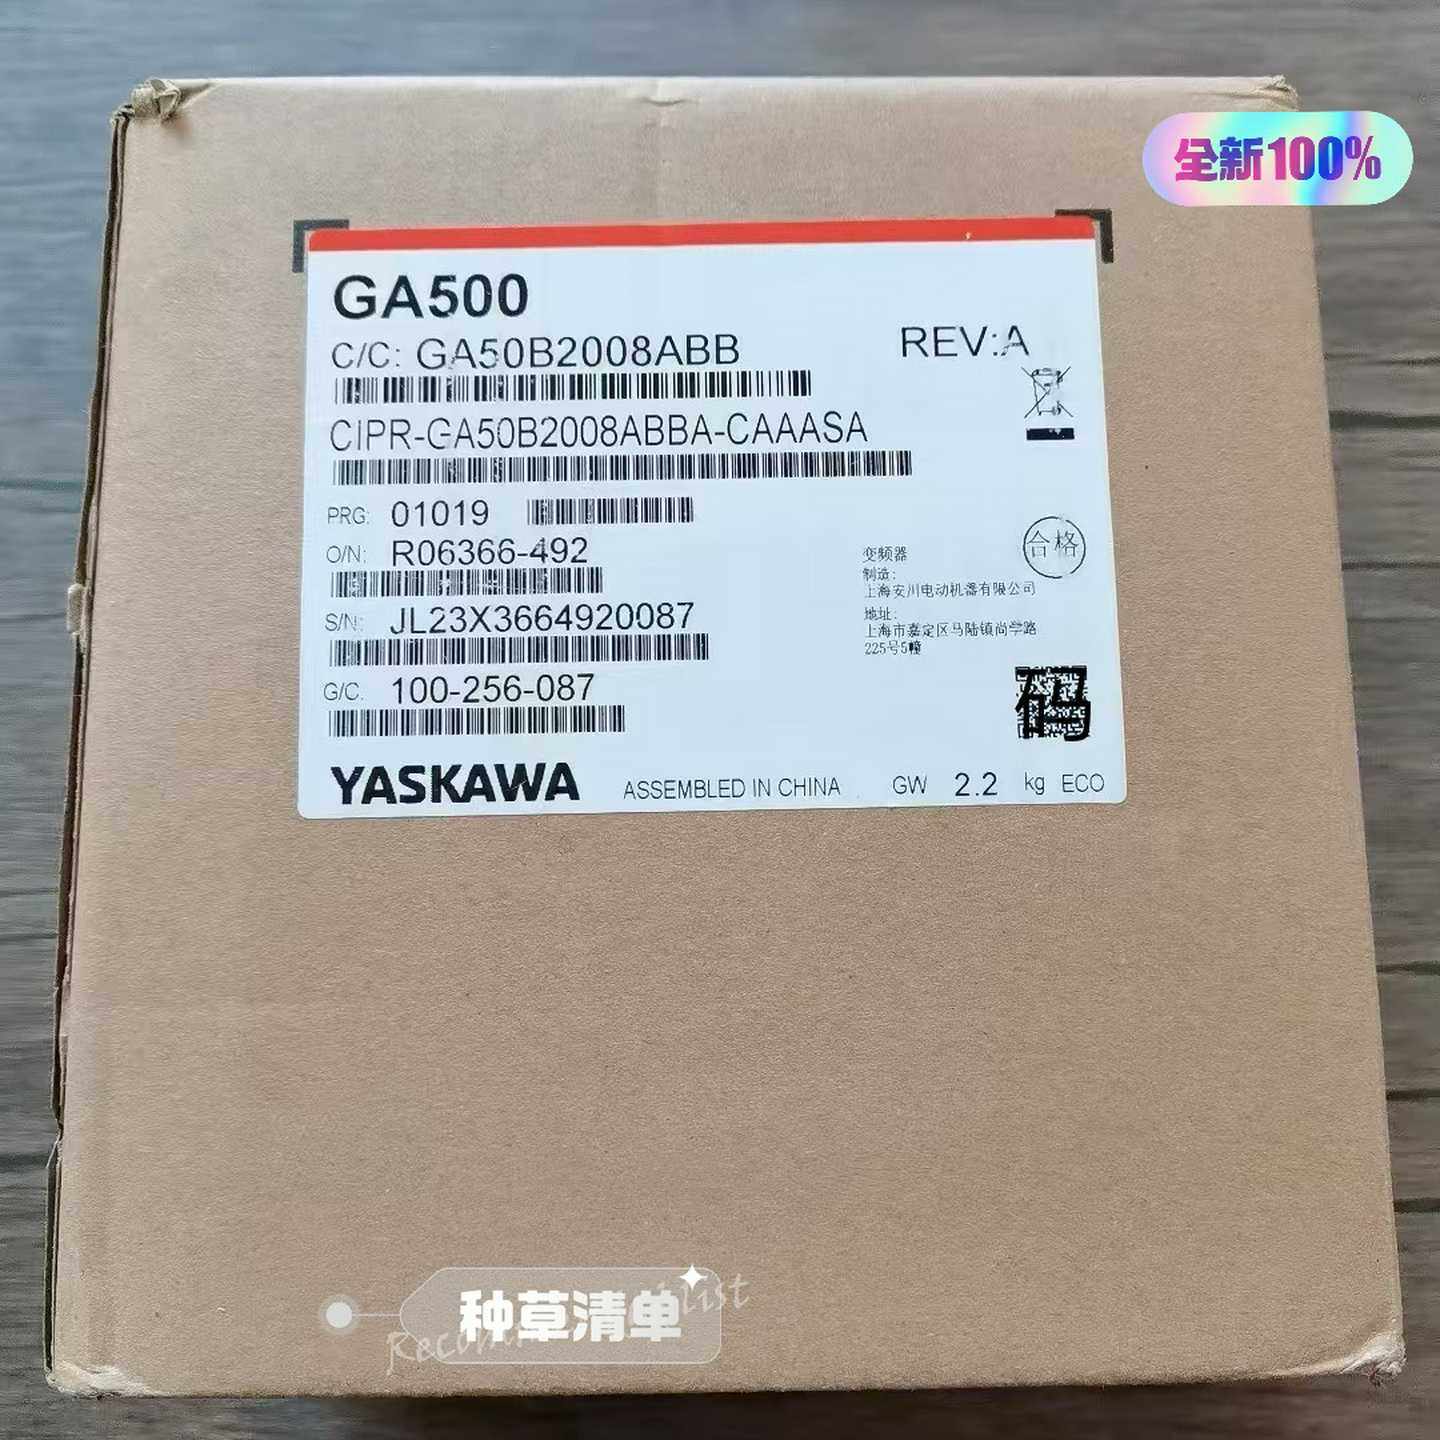 全新100%
GA500
C/C: GA50B2008ABB
REV:A
CIPR-GA50B2008ABBA-CAAASA
PRG: 01019
O/N: R06366-492
S/N: JL23X3664920087
G/C. 100-256-087
合格
变频器
制造:
上海安川电动机器有限公司
地址:
上海市嘉定区马陆镇尚学路
225号5幢
码
YASKAWA ASSEMBLED IN CHINA GW 2.2 kg ECO
种草清单